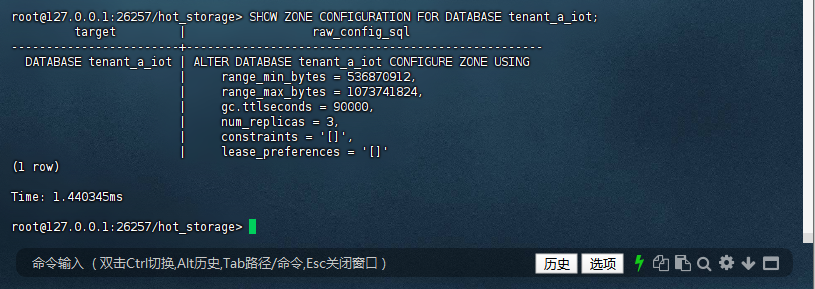 root@127.0.0.1:26257/hot_storage> SHOW ZONE CONFIGURATION FOR DATABASE tenant_a_iot;
target | raw_config_sql
-------------------------+---------------------------------------------------
DATABASE tenant_a_iot | ALTER DATABASE tenant_a_iot CONFIGURE ZONE USING
| range_min_bytes = 536870912,
| range_max_bytes = 1073741824,
| gc.ttlseconds = 90000,
| num_replicas = 3,
| constraints = '[]',
| lease_preferences = '[]'
(1 row)
Time: 1.440345ms
root@127.0.0.1:26257/hot_storage>
命令输入 （双击Ctrl切换,Alt历史,Tab路径/命令,Esc关闭窗口） 历史 选项